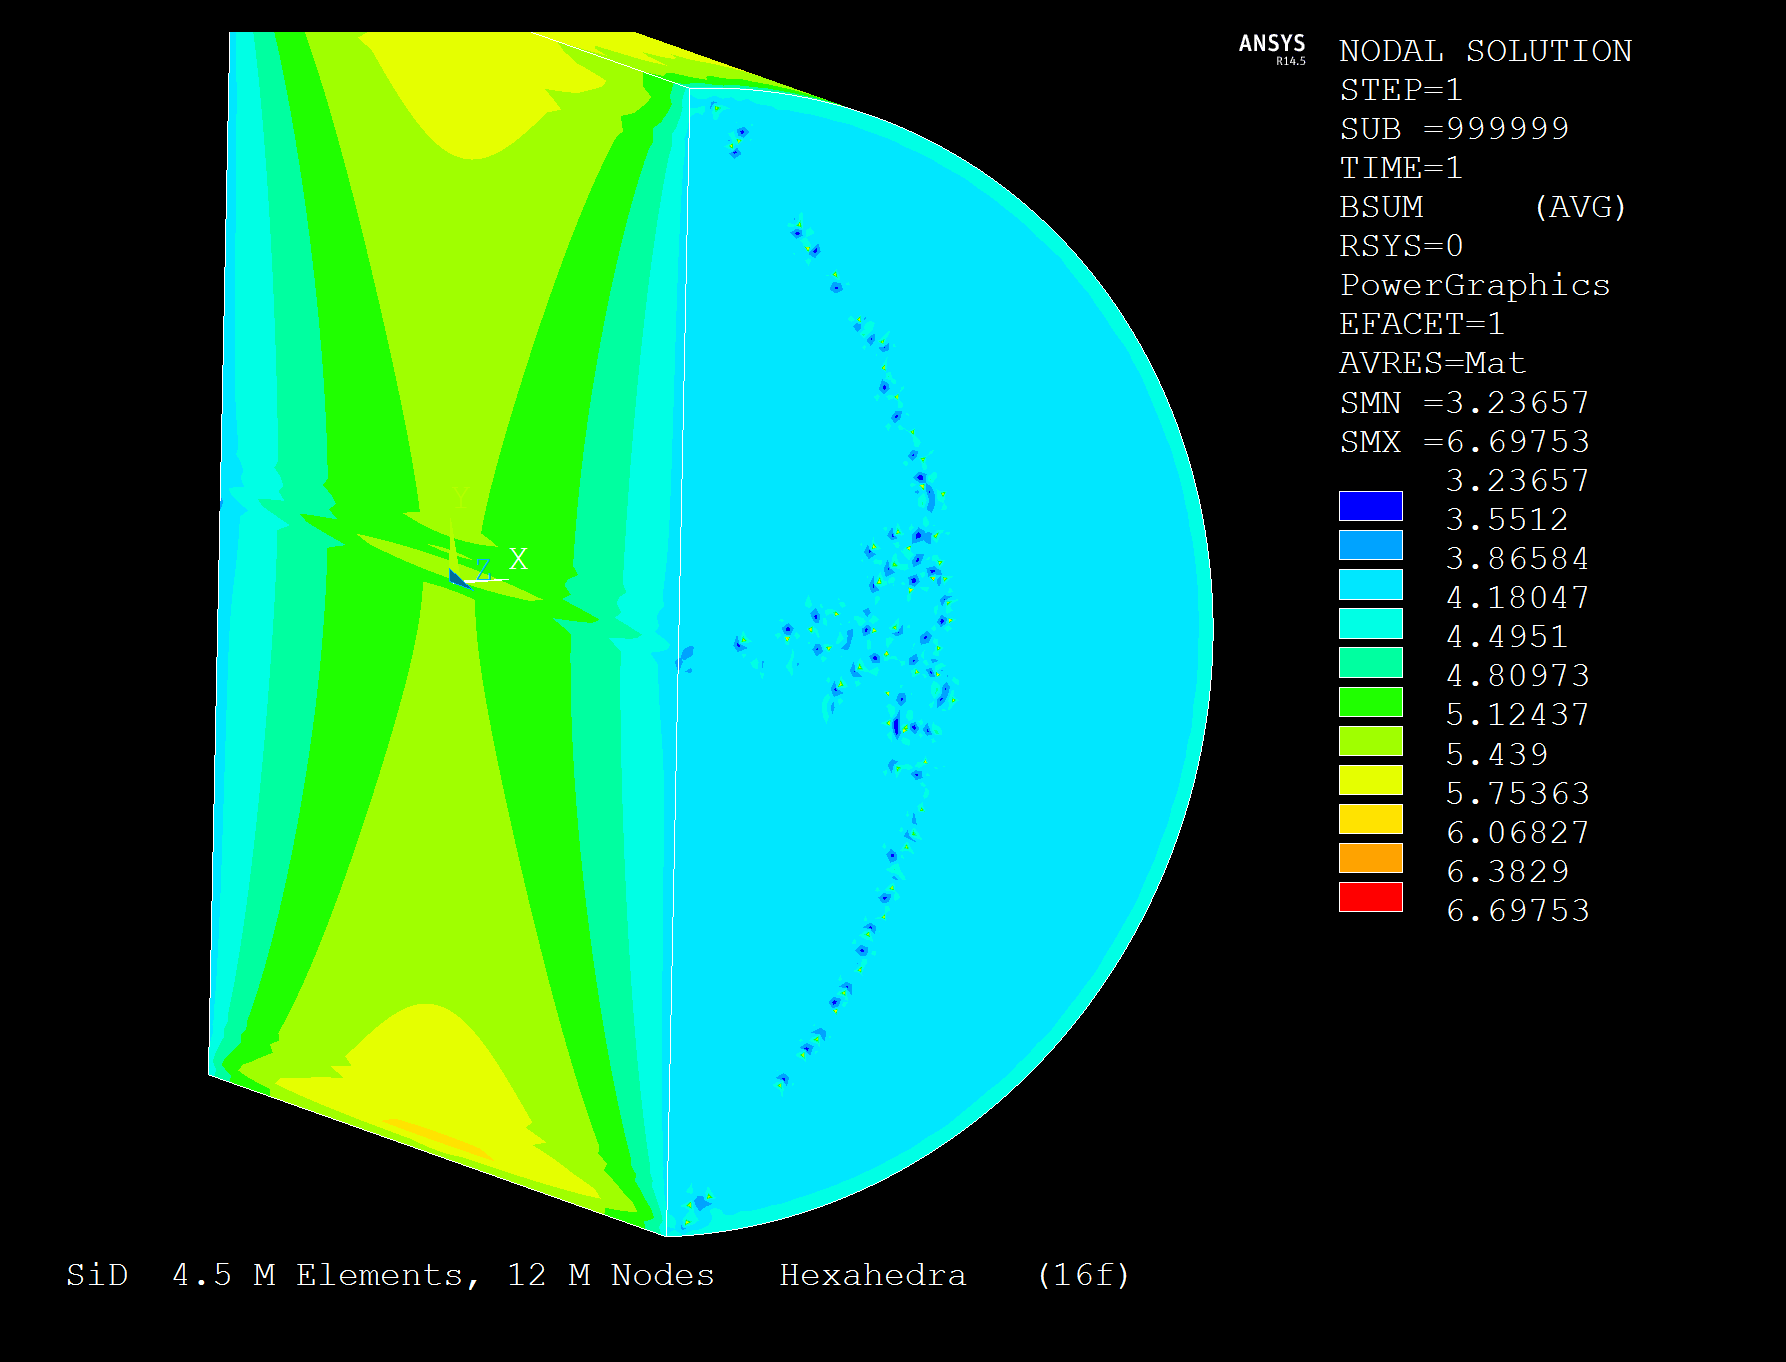 ANSYS
R14.5
NODAL SOLUTION
STEP=1
SUB =999999
TIME=1
BSUM (AVG)
RSYS=0
PowerGraphics
EFACET=1
AVRES=Mat
SMN =3.23657
SMX =6.69753
3.23657
3.5512
3.86584
4.18047
4.4951
4.80973
5.12437
5.439
5.75363
6.06827
6.3829
6.69753
Y
X
Z
SiD 4.5 M Elements, 12 M Nodes Hexahedra (16f)